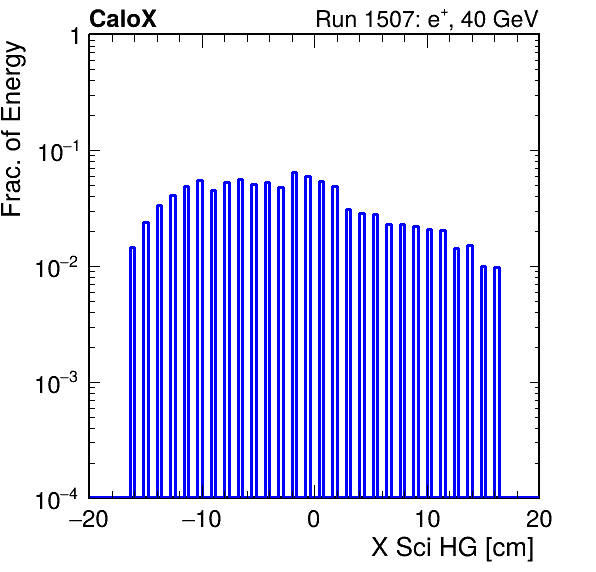 CaloX
Run 1507: e⁺, 40 GeV
Frac. of Energy
1
10⁻¹
10⁻²
10⁻³
10⁻⁴
−20 −10 0 10 20
X Sci HG [cm]